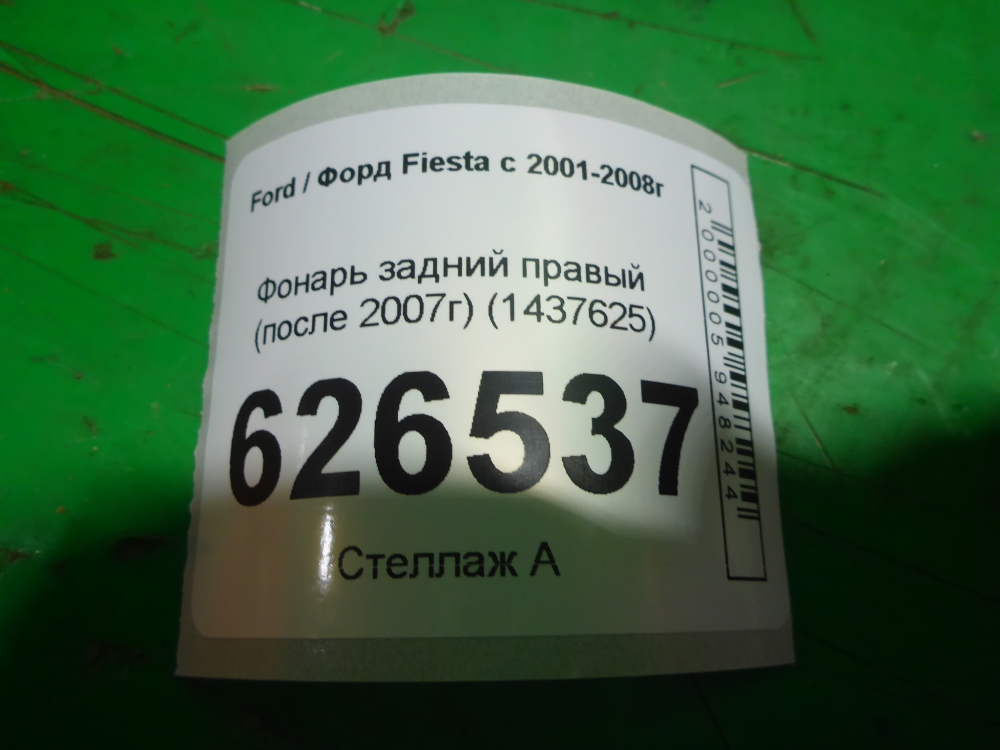 Ford / Форд Fiesta с 2001-2008г
Фонарь задний правый
(после 2007г) (1437625)
626537
Стеллаж А
2000005948244